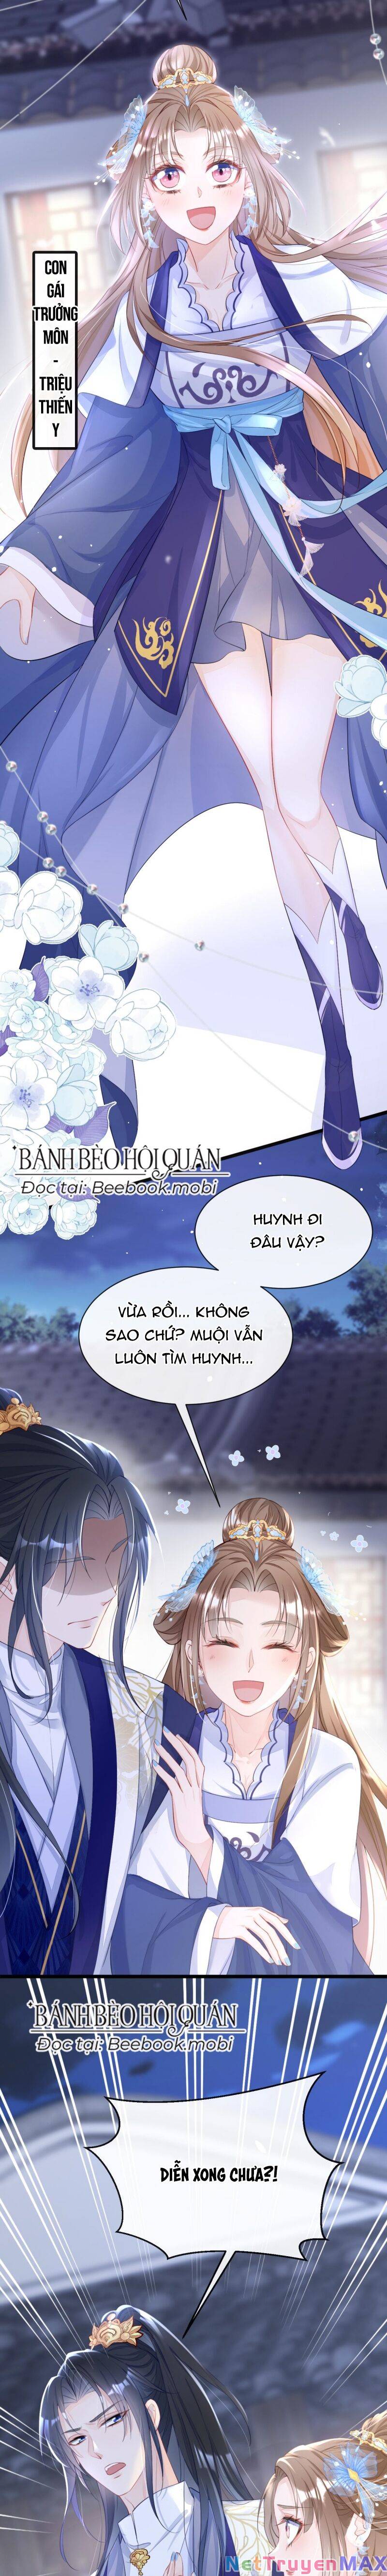 CON
GÁI
TRƯỞNG
MÔN
-
TRIỆU
THIẾN
Y
BÁNH BÈO HỘI QUÁN
Đọc tại: Beebook.mobi
HUYNH ĐI
ĐÂU VẬY?
VỪA RỒI... KHÔNG
SAO CHỨ? MUỘI VẪN
LUÔN TÌM HUYNH...
BÁNH BÈO HỘI QUÁN
Đọc tại: Beebook.mobi
DIỄN XONG CHƯA?!
NetTruyenMAX
.com